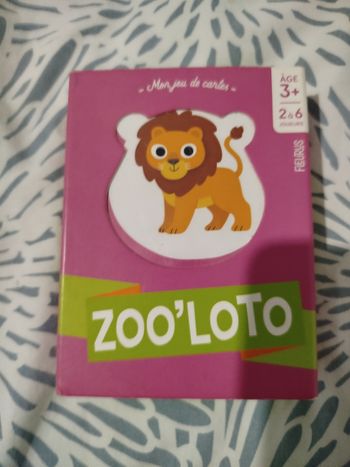 Mon jeu de cartes
ÂGE
3+
2 à 6
JOUEURS
FLEURUS
ZOO'LOTO